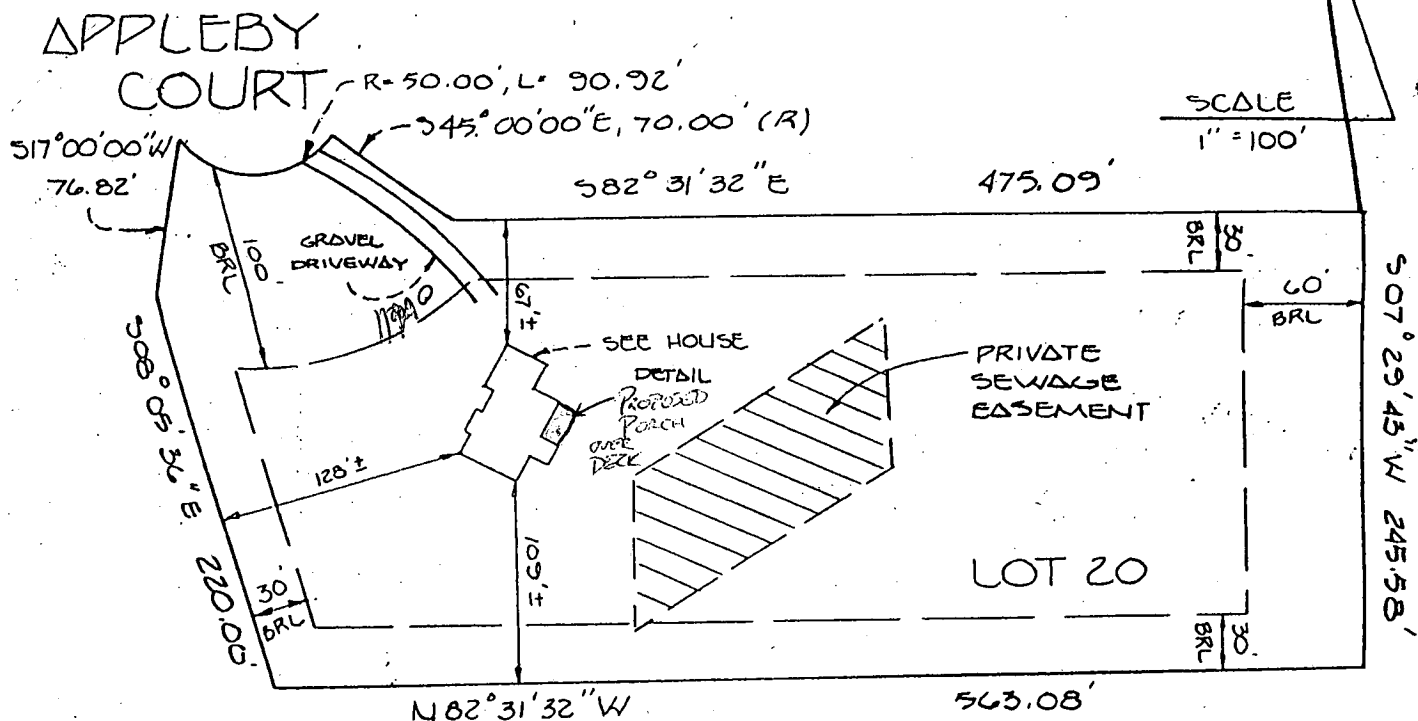 APPLEBY
COURT
R= 50.00', L= 90.92'
S45°00'00"E, 70.00' (R)
SCALE
1" = 100'
S17°00'00"W
76.82'
S82°31'32"E 475.09'
100'
BRL
GRAVEL
DRIVEWAY
67'±
30'
BRL
60'
BRL
S07°29'43"W 245.58'
SEE HOUSE
DETAIL
PROPOSED
PORCH
OVER
DECK
PRIVATE
SEWAGE
EASEMENT
S08°05'36"E 220.00'
128'±
109'±
LOT 20
30'
BRL
30'
BRL
N82°31'32"W 563.08'